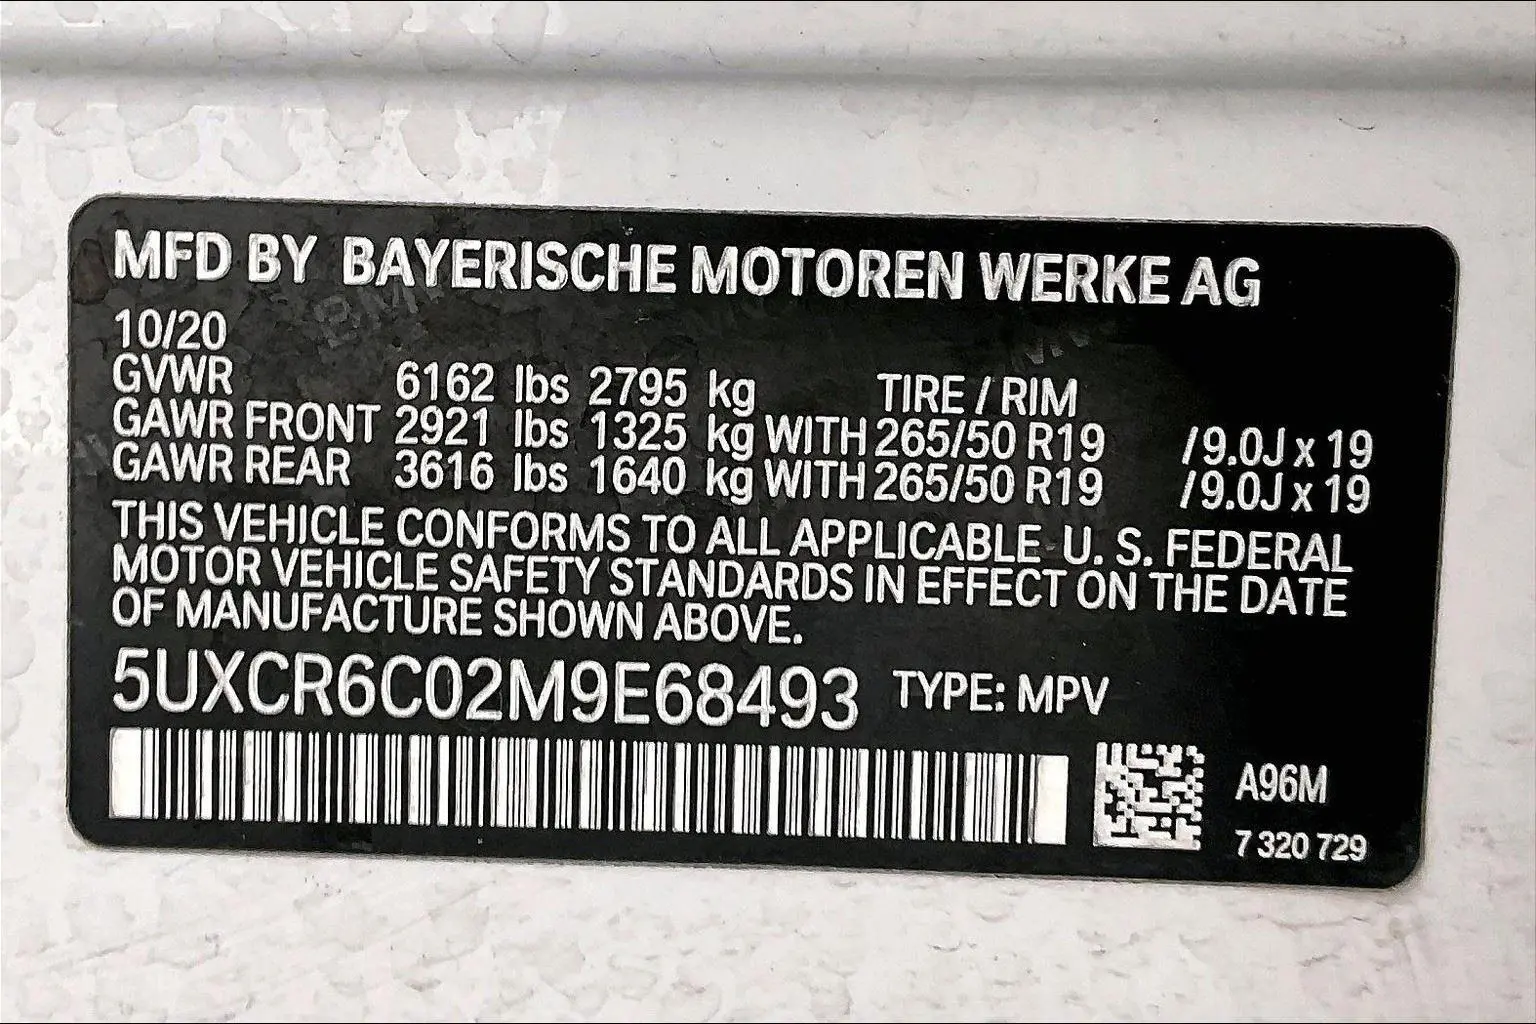 MFD BY BAYERISCHE MOTOREN WERKE AG
10/20
GVWR 6162 lbs 2795 kg TIRE / RIM
GAWR FRONT 2921 lbs 1325 kg WITH 265/50 R19 /9.0J x 19
GAWR REAR 3616 lbs 1640 kg WITH 265/50 R19 /9.0J x 19
THIS VEHICLE CONFORMS TO ALL APPLICABLE U. S. FEDERAL
MOTOR VEHICLE SAFETY STANDARDS IN EFFECT ON THE DATE
OF MANUFACTURE SHOWN ABOVE.
5UXCR6C02M9E68493 TYPE: MPV
A96M
7 320 729